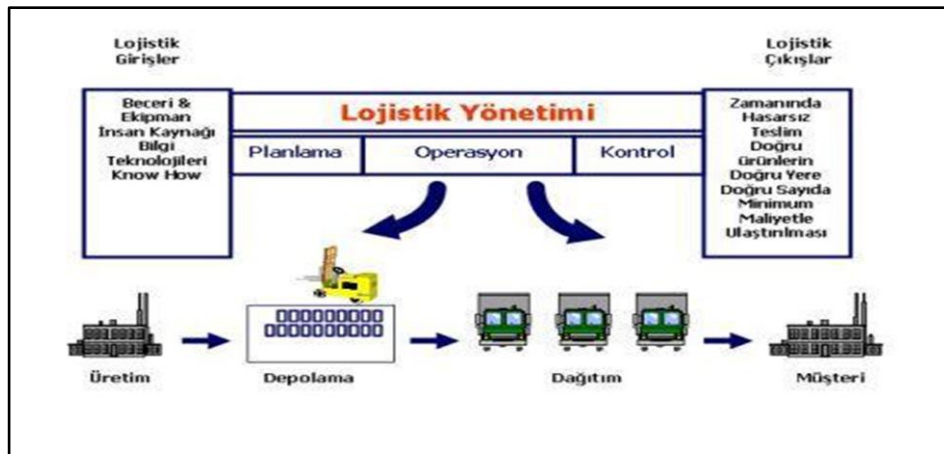 Lojistik
Girişler
Lojistik
Çıkışlar
Beceri &
Ekipman
İnsan Kaynağı
Bilgi
Teknolojileri
Know How
Lojistik Yönetimi
Planlama
Operasyon
Kontrol
Zamanında
Hasarsız
Teslim
Doğru
ürünlerin
Doğru Yere
Doğru Sayıda
Minimum
Maliyetle
Ulaştırılması
Üretim
Depolama
Dağıtım
Müşteri